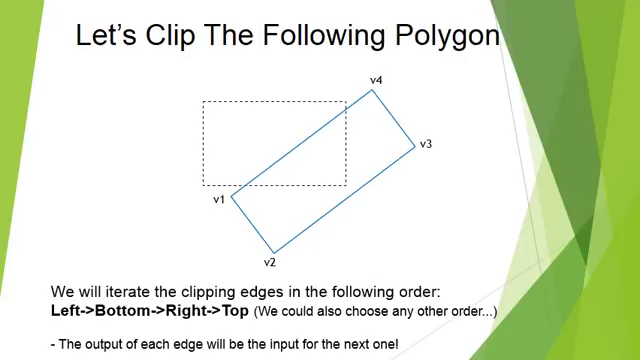 Let's Clip The Following Polygon
v4
v3
v1
v2
We will iterate the clipping edges in the following order:
Left->Bottom->Right->Top (We could also choose any other order...)
- The output of each edge will be the input for the next one!